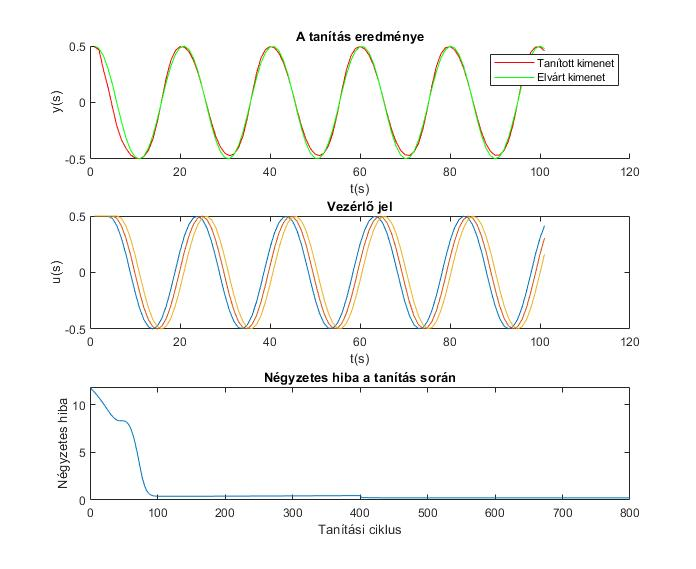 A tanítás eredménye
0.5
0
-0.5
y(s)
Tanított kimenet
Elvárt kimenet
0 20 40 60 80 100 120
t(s)
Vezérlő jel
0.5
0
-0.5
u(s)
0 20 40 60 80 100 120
t(s)
Négyzetes hiba a tanítás során
10
5
0
Négyzetes hiba
0 100 200 300 400 500 600 700 800
Tanítási ciklus